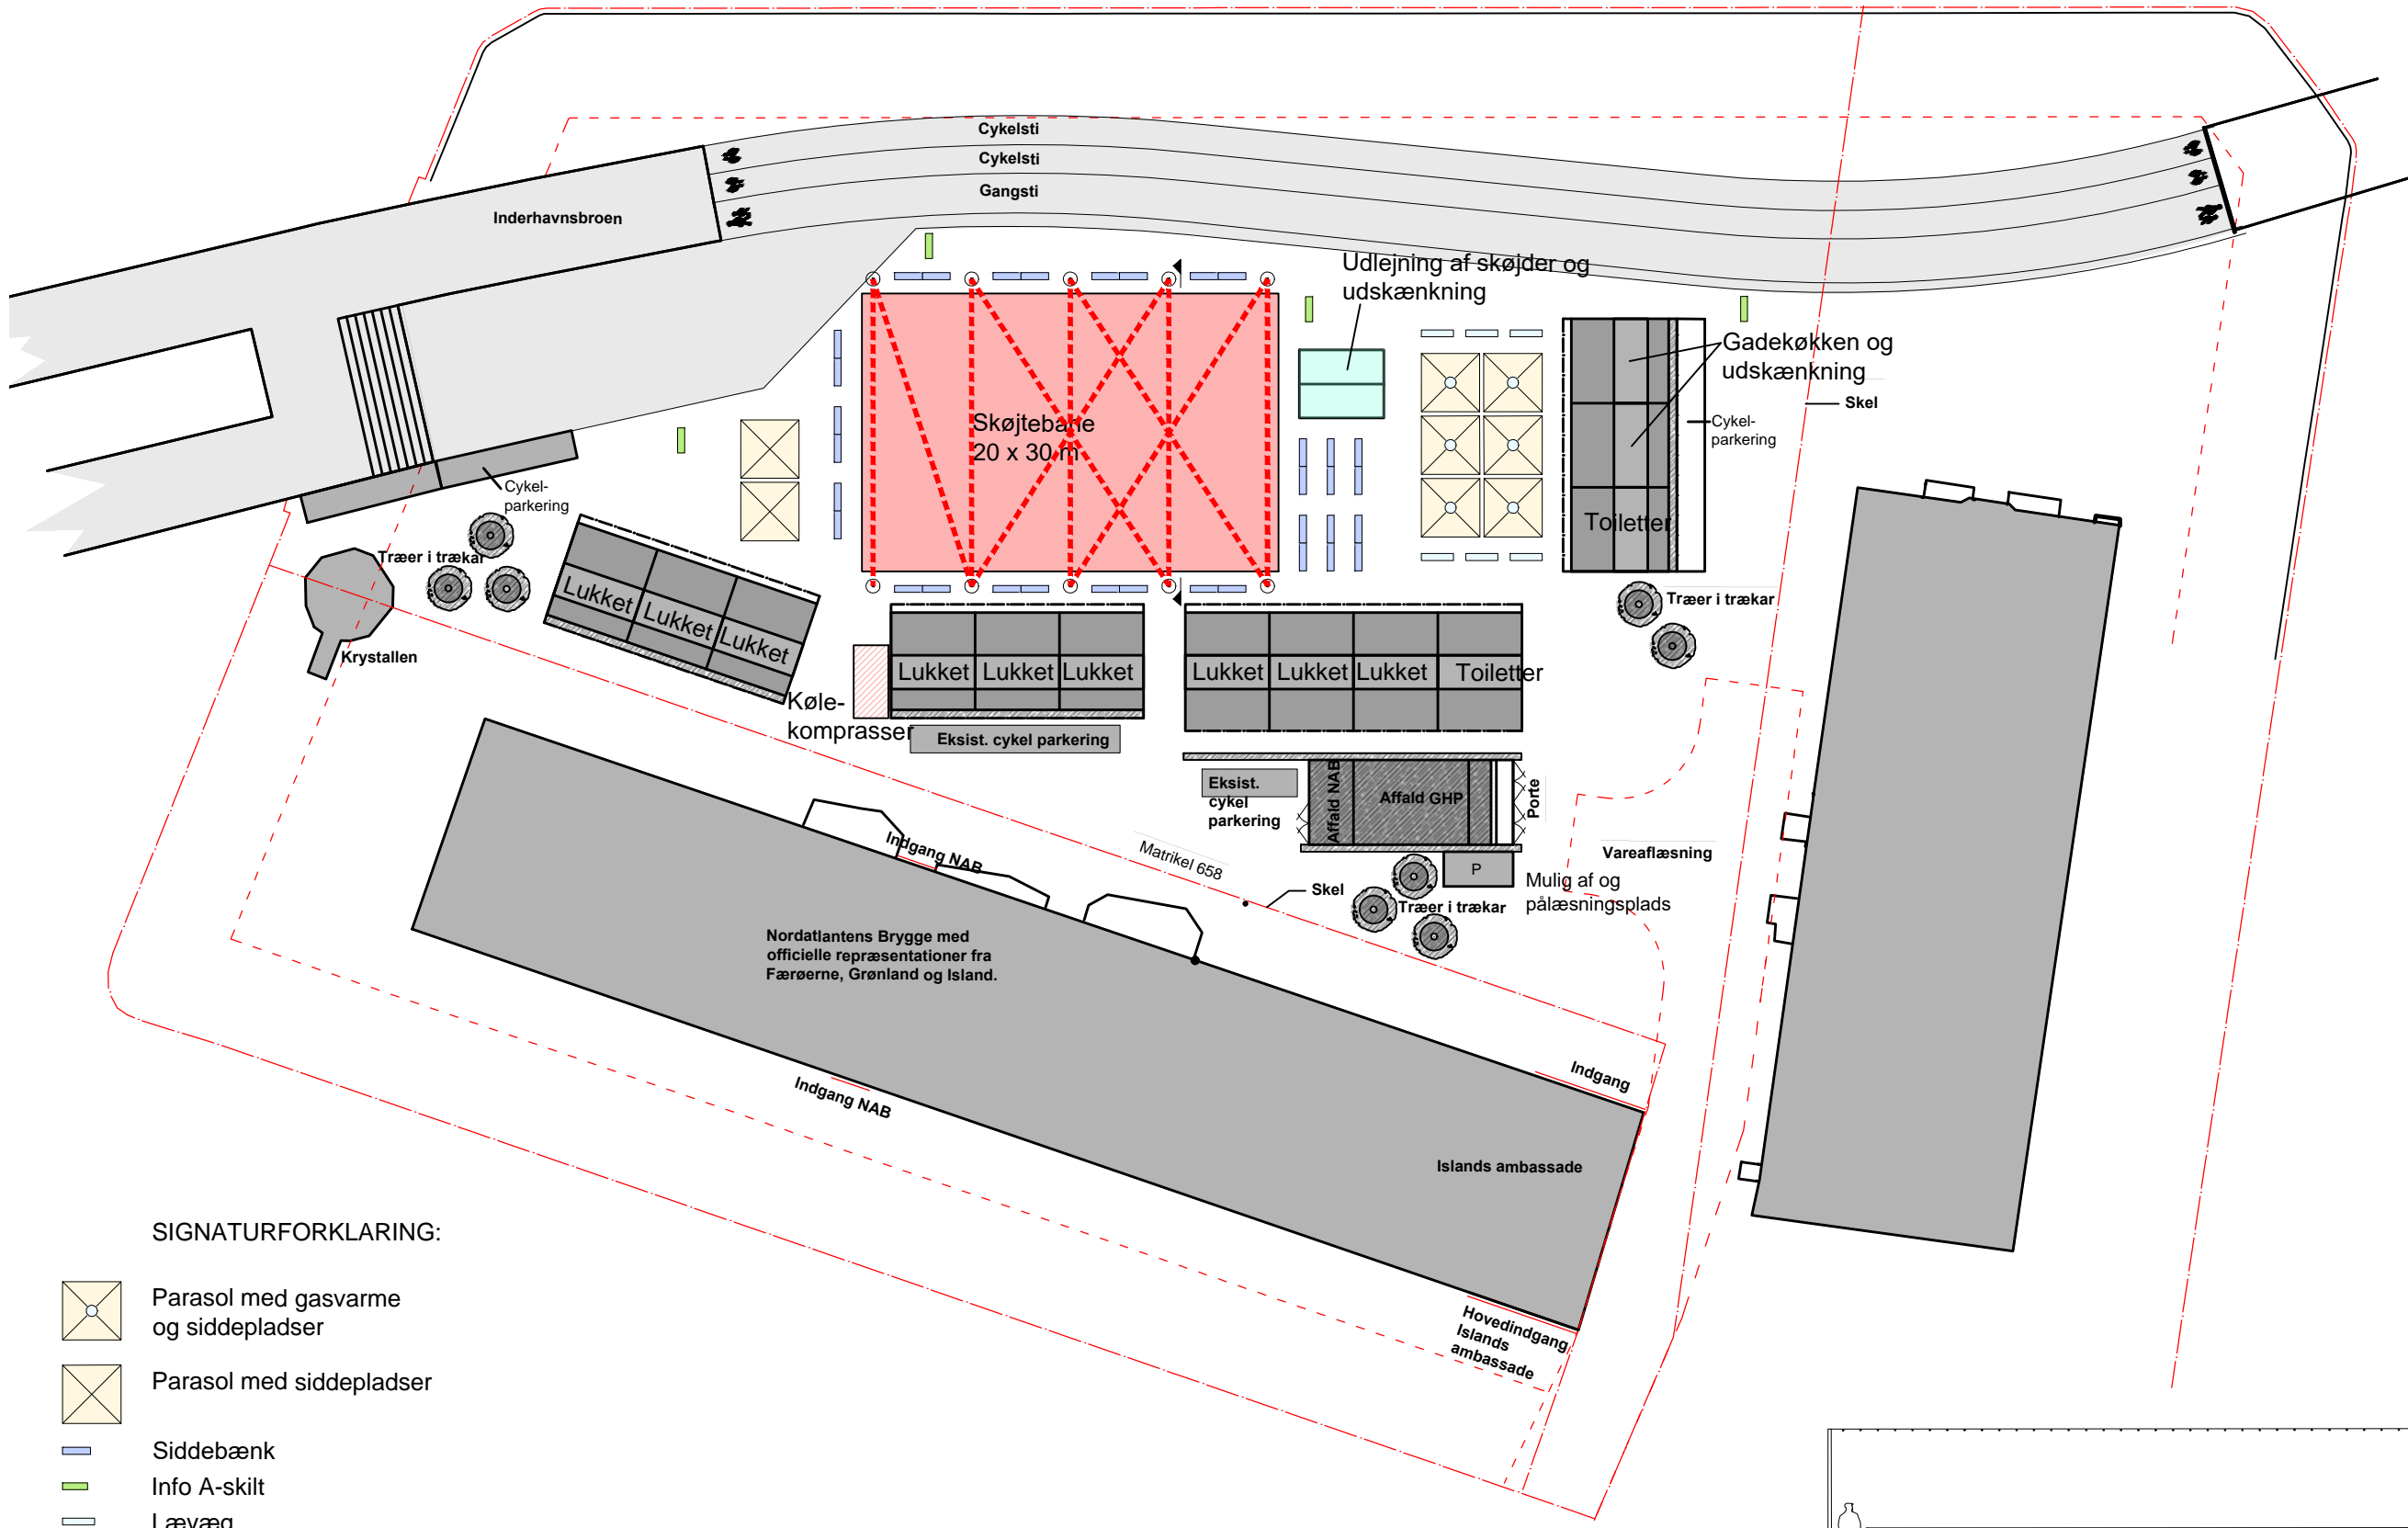 Cykelsti
Cykelsti
Gangsti
Inderhavnsbroen
Udlejning af skøjder og
udskænkning
Gadekøkken og
udskænkning
Skel
Cykel-
parkering
Skøjtebane
20 x 30 m
Toiletter
Cykel-
parkering
Træer i trækar
Krystallen
Lukket
Lukket
Lukket
Træer i trækar
Lukket
Lukket
Lukket
Lukket
Lukket
Lukket
Toiletter
Køle-
komprasser
Eksist. cykel parkering
Eksist.
cykel
parkering
Affald NAB
Affald GHP
Porte
Indgang NAB
Matrikel 658
Skel
P
Vareaflæsning
Mulig af og
pålæsningsplads
Træer i trækar
Nordatlantens Brygge med
officielle repræsentationer fra
Færøerne, Grønland og Island.
Indgang NAB
Indgang
Islands ambassade
Hovedindgang
Islands
ambassade
SIGNATURFORKLARING:
Parasol med gasvarme
og siddepladser
Parasol med siddepladser
Siddebænk
Info A-skilt
Lævæg